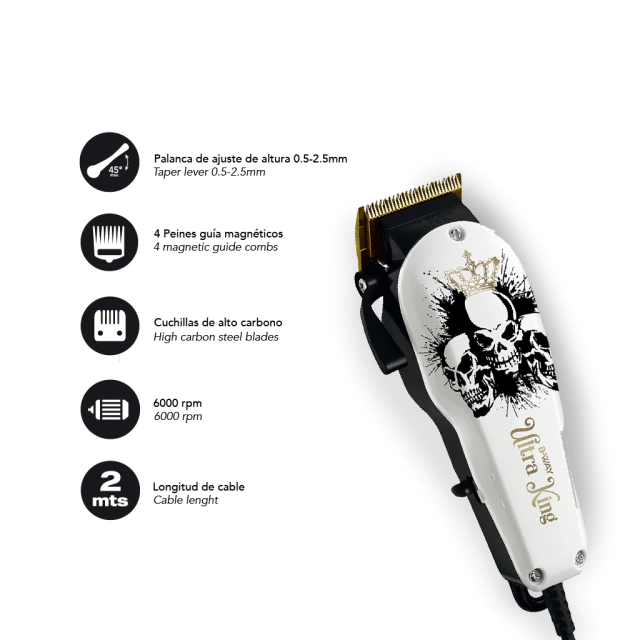 45°
max.
Palanca de ajuste de altura 0.5-2.5mm
Taper lever 0.5-2.5mm
4 Peines guía magnéticos
4 magnetic guide combs
Cuchillas de alto carbono
High carbon steel blades
6000 rpm
6000 rpm
2
mts
Longitud de cable
Cable lenght
Ultra King
B-WAY